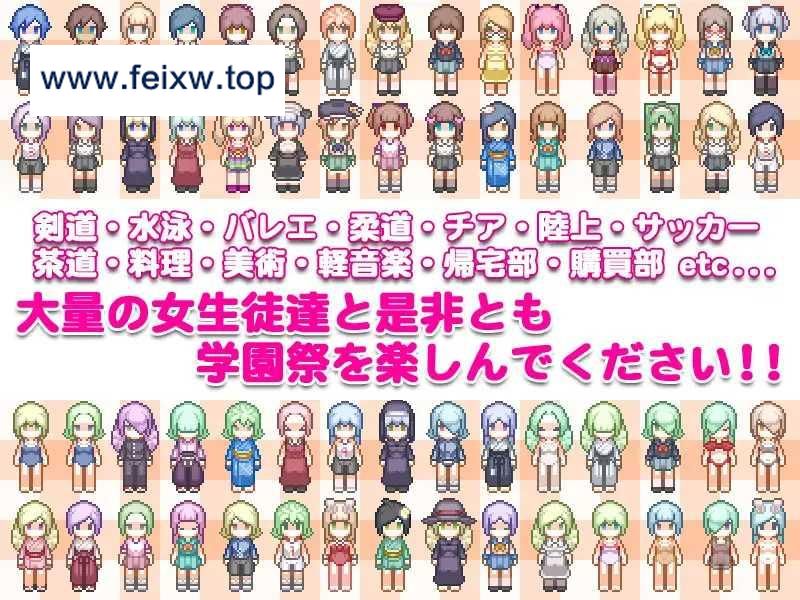 www.feixw.top
剣道・水泳・バレエ・柔道・チア・陸上・サッカー
茶道・料理・美術・軽音楽・帰宅部・購買部 etc...
大量の女生徒達と是非とも
学園祭を楽しんでください!!